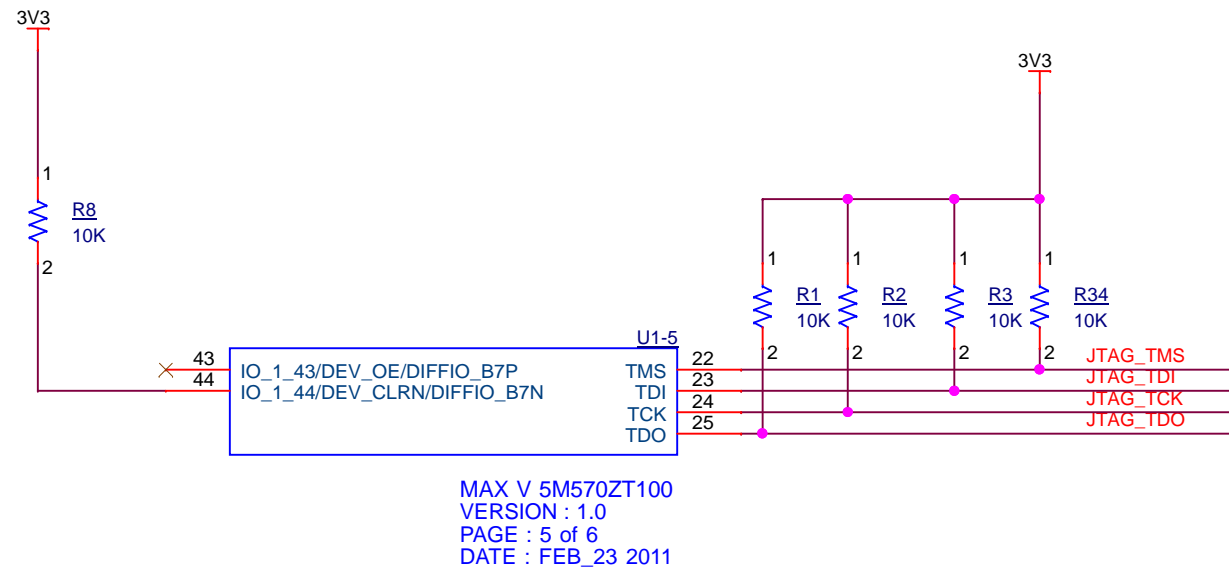 3V3
3V3
1
R8
10K
2
1
1
1
1
R1
10K
R2
10K
R3
10K
R34
10K
2
2
2
2
U1-5
43
IO_1_43/DEV_OE/DIFFIO_B7P
TMS
22
JTAG_TMS
44
IO_1_44/DEV_CLRN/DIFFIO_B7N
TDI
23
JTAG_TDI
TCK
24
JTAG_TCK
TDO
25
JTAG_TDO
MAX V 5M570ZT100
VERSION : 1.0
PAGE : 5 of 6
DATE : FEB_23 2011